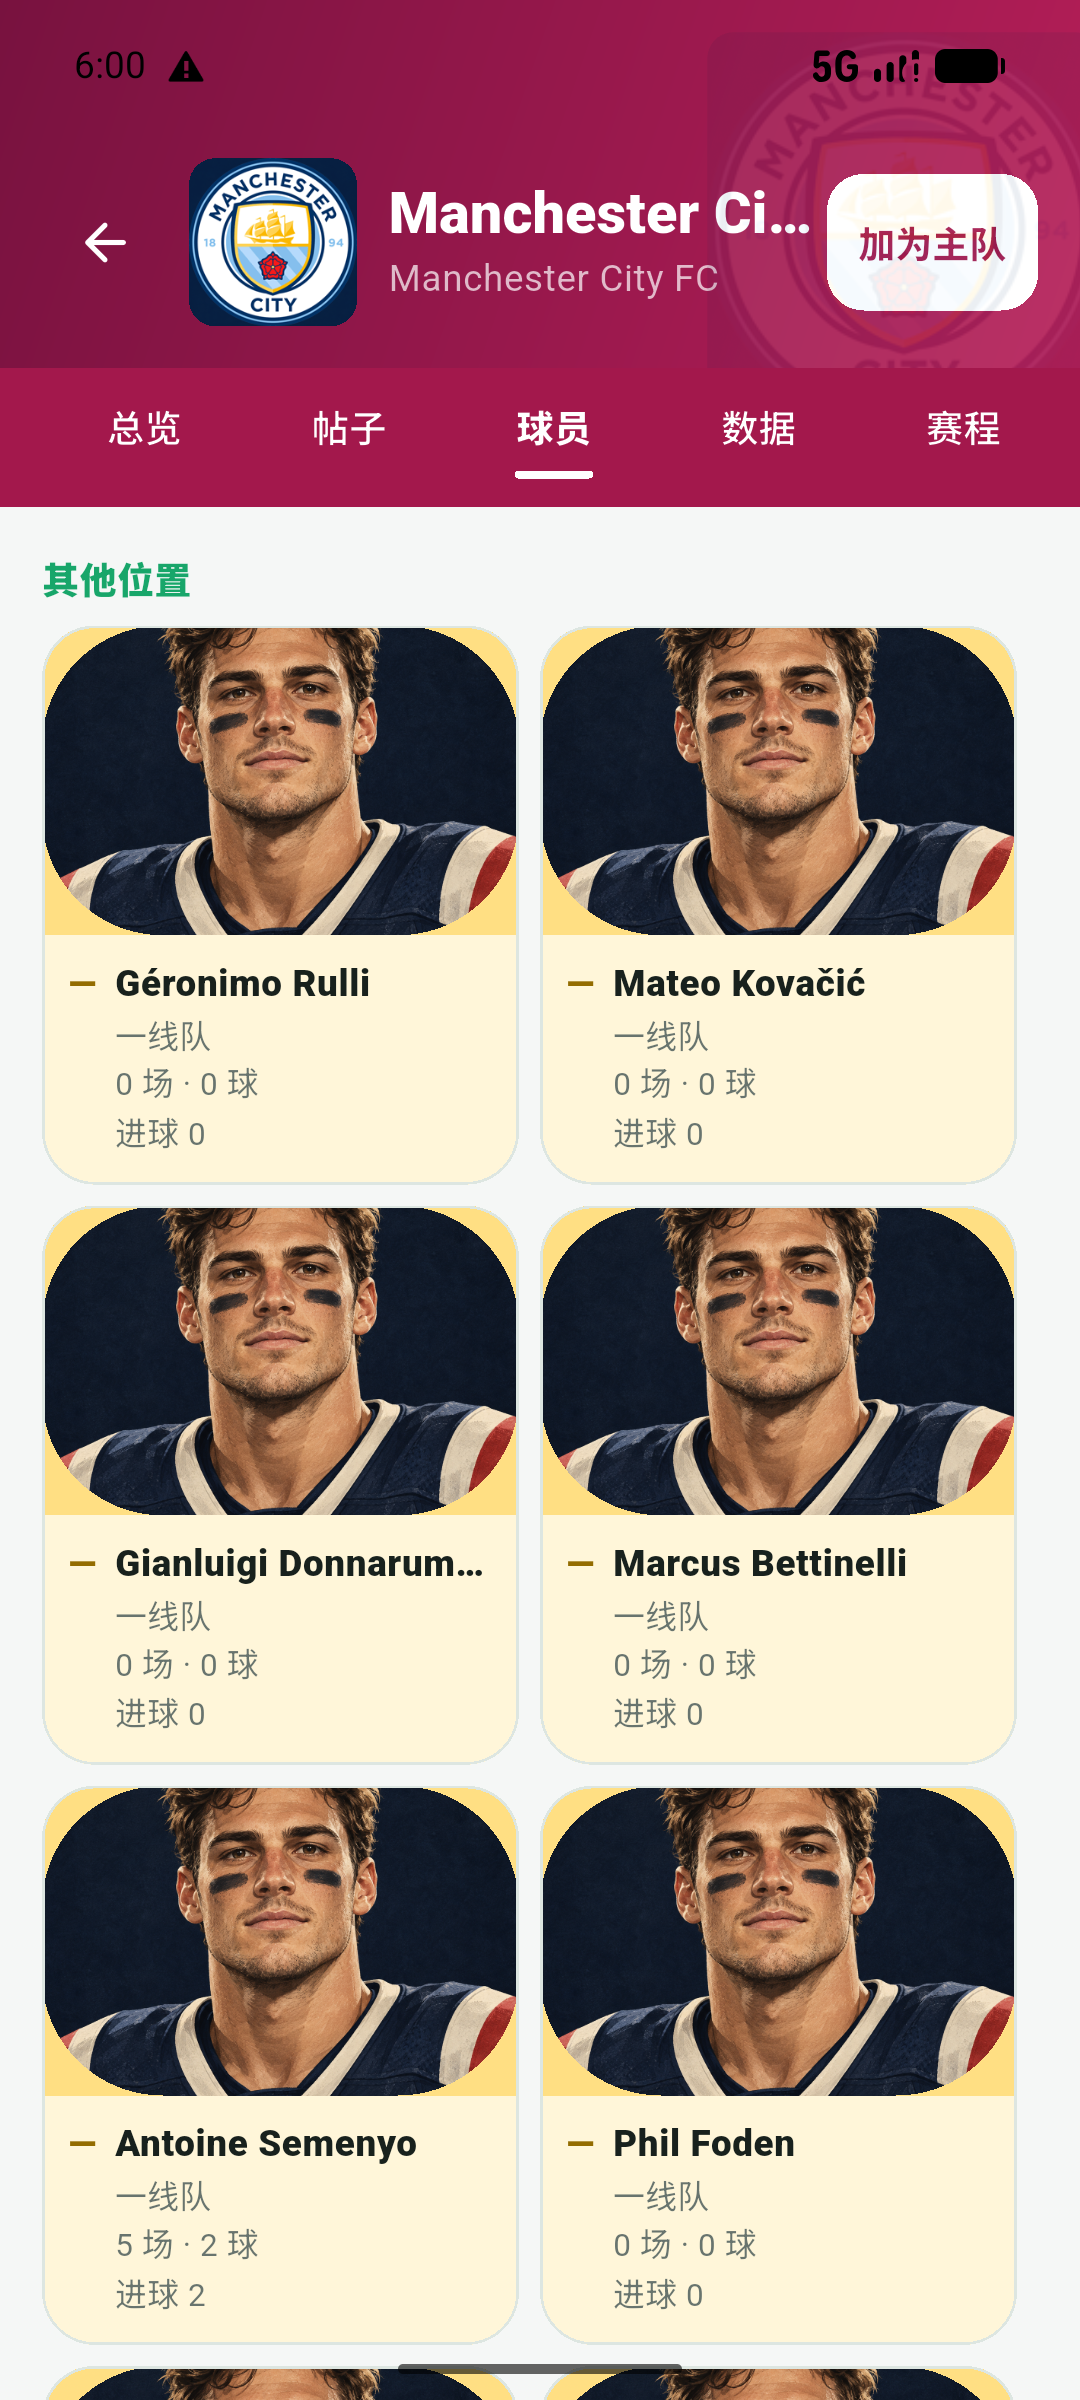 6:00
5G
MANCHESTER
18 94
CITY
Manchester Ci...
Manchester City FC
加为主队
MANCHESTER
94
CITY
总览 帖子 球员 数据 赛程
其他位置
— Géronimo Rulli
一线队
0 场 · 0 球
进球 0
— Mateo Kovačić
一线队
0 场 · 0 球
进球 0
— Gianluigi Donnarum...
一线队
0 场 · 0 球
进球 0
— Marcus Bettinelli
一线队
0 场 · 0 球
进球 0
— Antoine Semenyo
一线队
5 场 · 2 球
进球 2
— Phil Foden
一线队
0 场 · 0 球
进球 0